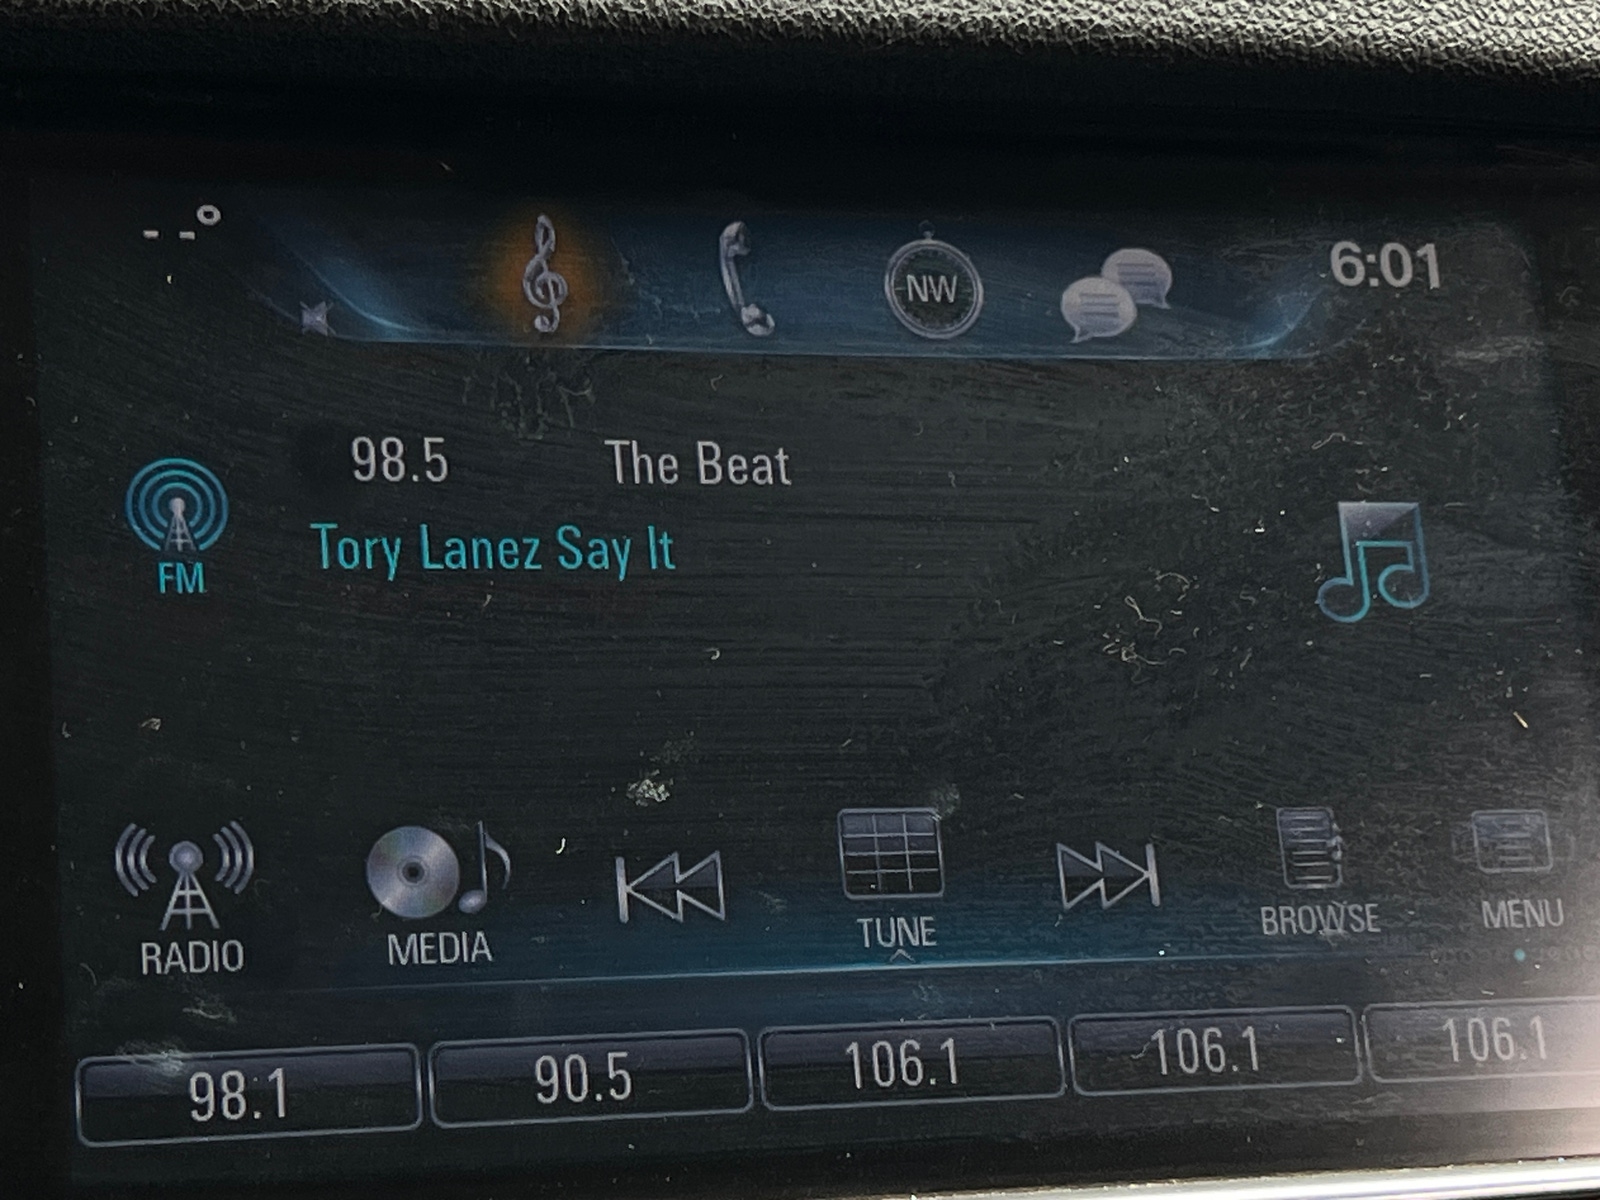 --°
NW
6:01
98.5 The Beat
Tory Lanez Say It
FM
RADIO
MEDIA
TUNE
BROWSE
MENU
98.1
90.5
106.1
106.1
106.1